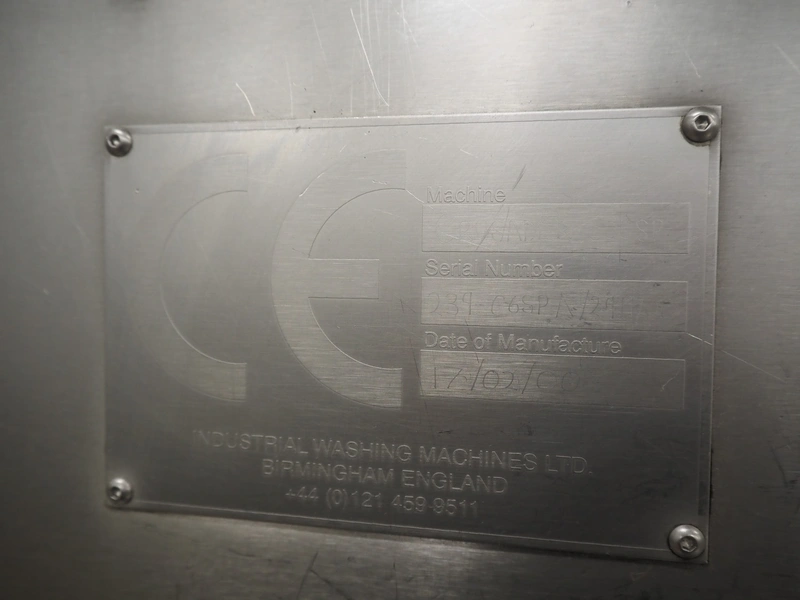 CE
Machine
Serial Number
Date of Manufacture
INDUSTRIAL WASHING MACHINES LTD.
BIRMINGHAM ENGLAND
+44 (0)121 459-9511